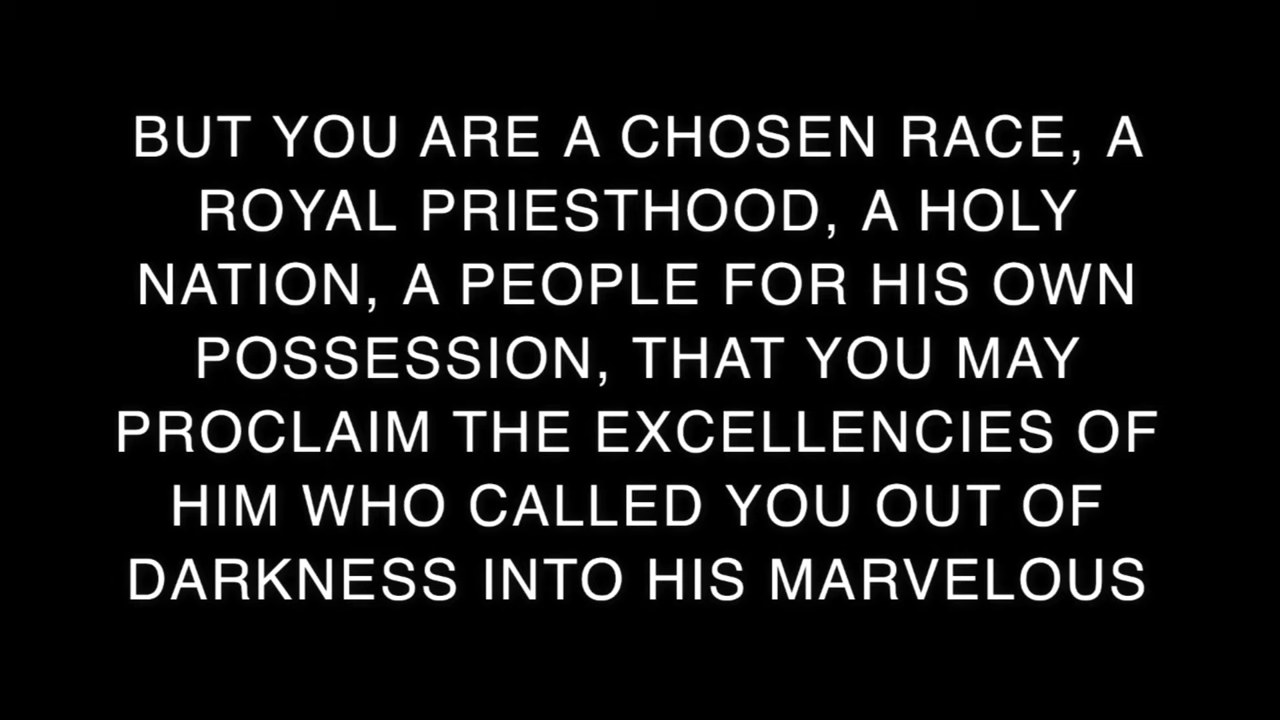 BUT YOU ARE A CHOSEN RACE, A
ROYAL PRIESTHOOD, A HOLY
NATION, A PEOPLE FOR HIS OWN
POSSESSION, THAT YOU MAY
PROCLAIM THE EXCELLENCIES OF
HIM WHO CALLED YOU OUT OF
DARKNESS INTO HIS MARVELOUS